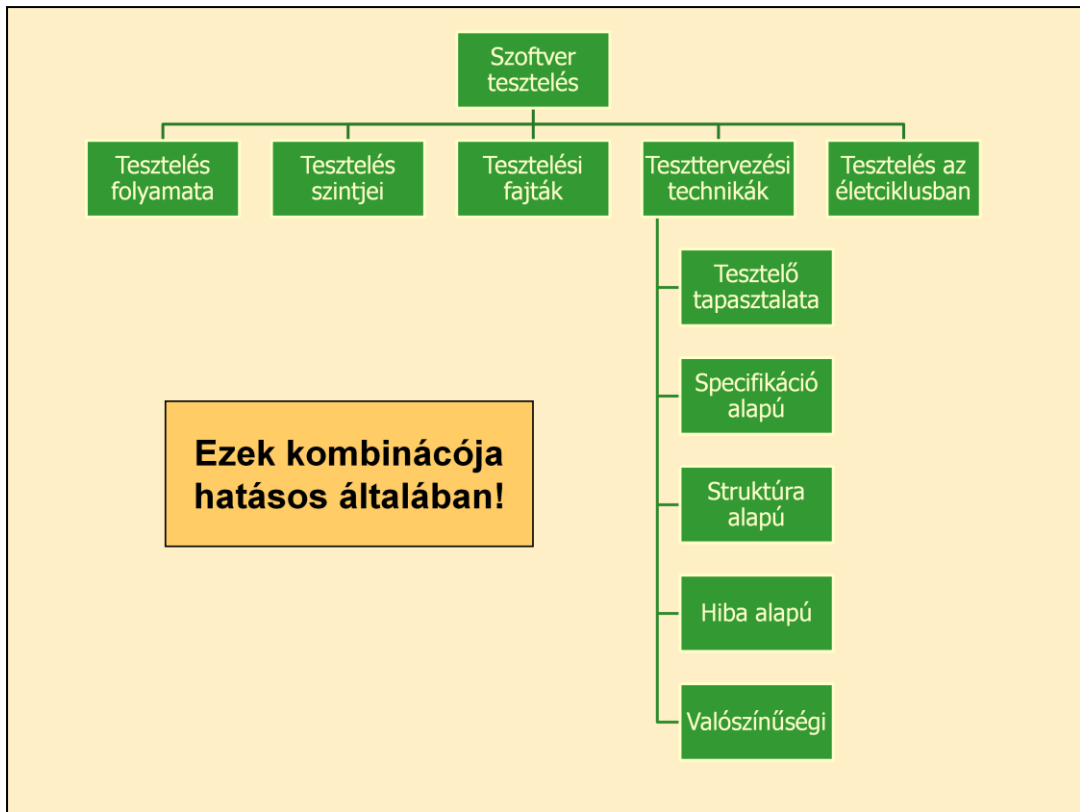 Szoftver
tesztelés
Tesztelés
folyamata
Tesztelés
szintjei
Tesztelési
fajták
Teszttervezési
technikák
Tesztelés az
életciklusban
Tesztelő
tapasztalata
Specifikáció
alapú
Struktúra
alapú
Hiba alapú
Valószínűségi
Ezek kombinácója
hatásos általában!